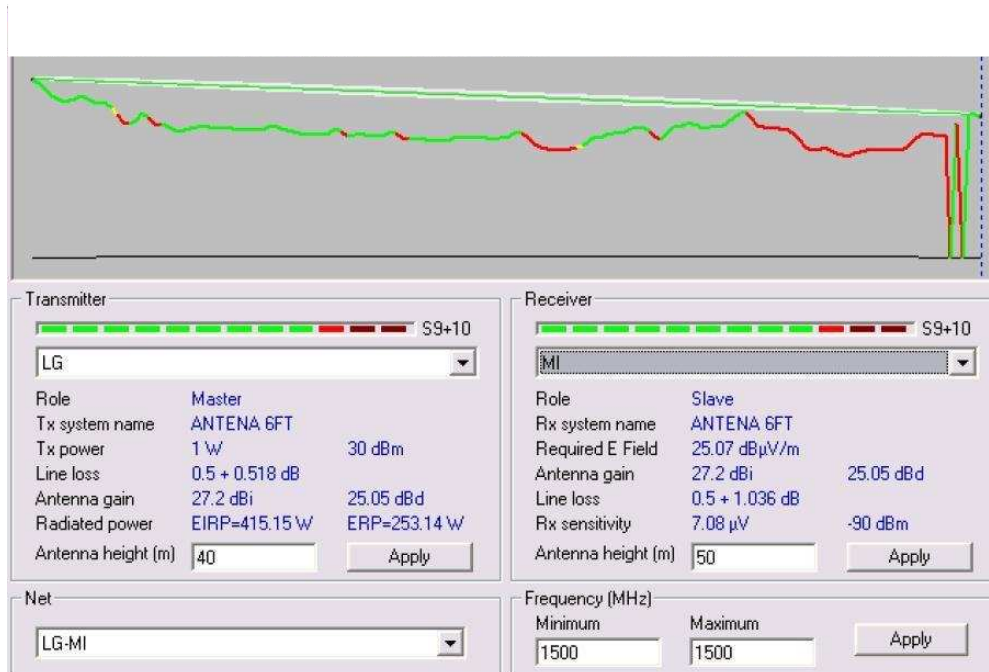 Transmitter
S9+10
LG
Role Master
Tx system name ANTENA 6FT
Tx power 1 W 30 dBm
Line loss 0.5 + 0.518 dB
Antenna gain 27.2 dBi 25.05 dBd
Radiated power EIRP=415.15 W ERP=253.14 W
Antenna height (m) 40 Apply
Net
LG-MI
Receiver
S9+10
MI
Role Slave
Rx system name ANTENA 6FT
Required E Field 25.07 dBµV/m
Antenna gain 27.2 dBi 25.05 dBd
Line loss 0.5 + 1.036 dB
Rx sensitivity 7.08 µV -90 dBm
Antenna height (m) 50 Apply
Frequency (MHz)
Minimum Maximum
1500 1500 Apply